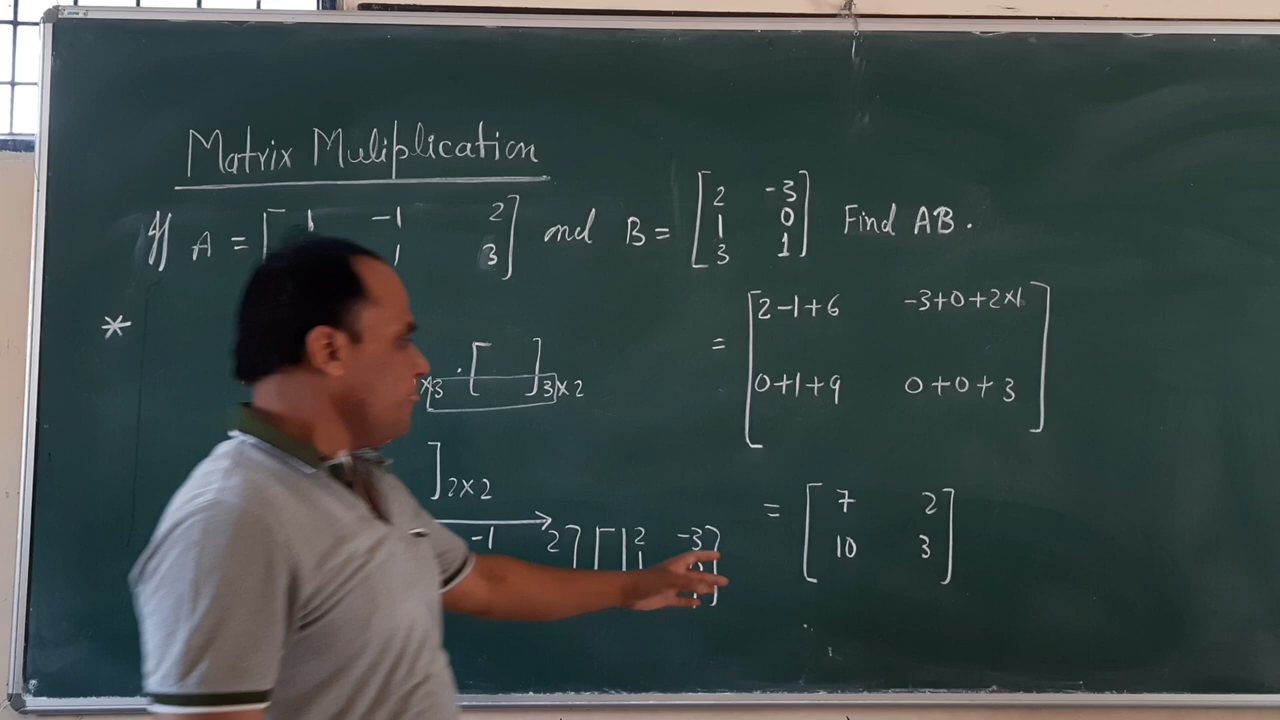 Matrix Muliplication
If A = [ 1 -1 2 ] and B = [ 2 -3 ] Find AB.
1 3 1 0
3 1
*
×3 · [ ] 3×2
] 2×2
-1 2 ] [ 2 -3 ]
1
= [ 2-1+6 -3+0+2×1 ]
0+1+9 0+0+3
= [ 7 2 ]
10 3